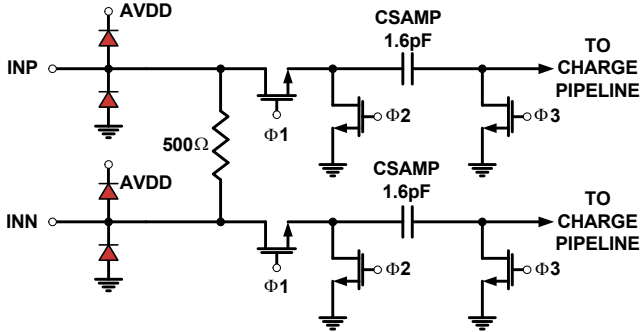 AVDD
CSAMP
1.6pF
INP
TO
CHARGE
PIPELINE
Φ1
Φ2
Φ3
500Ω
AVDD
CSAMP
1.6pF
INN
TO
CHARGE
PIPELINE
Φ1
Φ2
Φ3